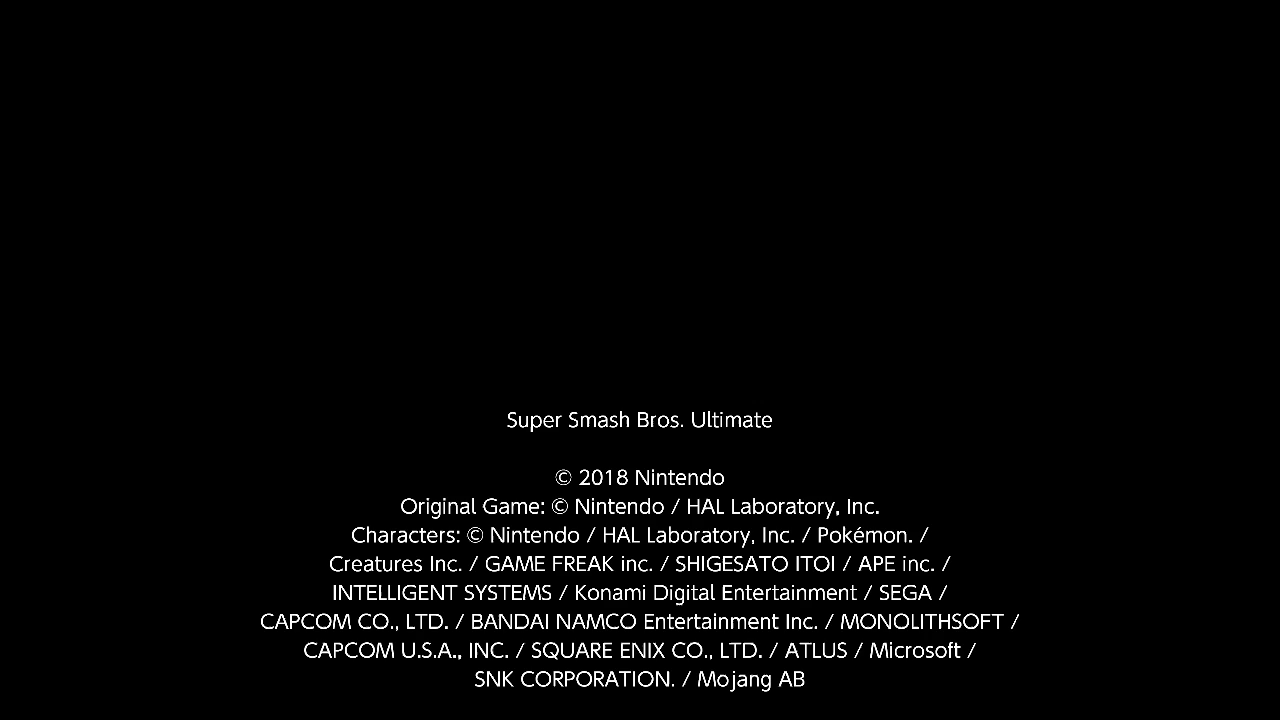 Super Smash Bros. Ultimate
© 2018 Nintendo
Original Game: © Nintendo / HAL Laboratory, Inc.
Characters: © Nintendo / HAL Laboratory, Inc. / Pokémon. /
Creatures Inc. / GAME FREAK inc. / SHIGESATO ITOI / APE inc. /
INTELLIGENT SYSTEMS / Konami Digital Entertainment / SEGA /
CAPCOM CO., LTD. / BANDAI NAMCO Entertainment Inc. / MONOLITHSOFT /
CAPCOM U.S.A., INC. / SQUARE ENIX CO., LTD. / ATLUS / Microsoft /
SNK CORPORATION. / Mojang AB